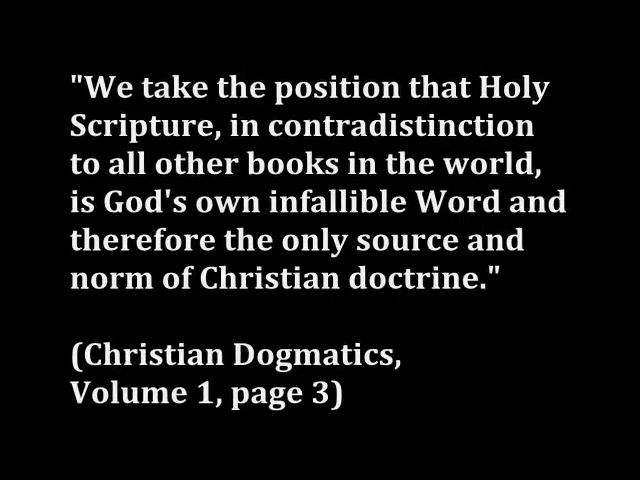 "We take the position that Holy
Scripture, in contradistinction
to all other books in the world,
is God's own infallible Word and
therefore the only source and
norm of Christian doctrine."
(Christian Dogmatics,
Volume 1, page 3)